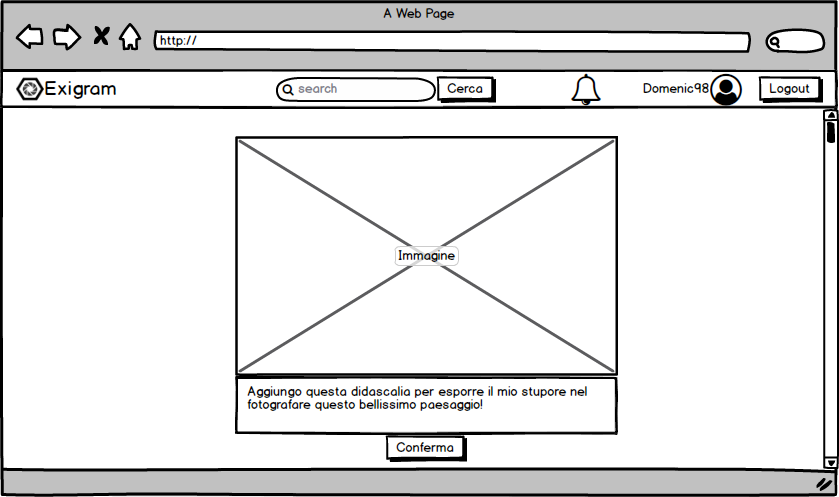 A Web Page
http://
Exigram
search
Cerca
Domenic98
Logout
Immagine
Aggiungo questa didascalia per esporre il mio stupore nel
fotografare questo bellissimo paesaggio!
Conferma